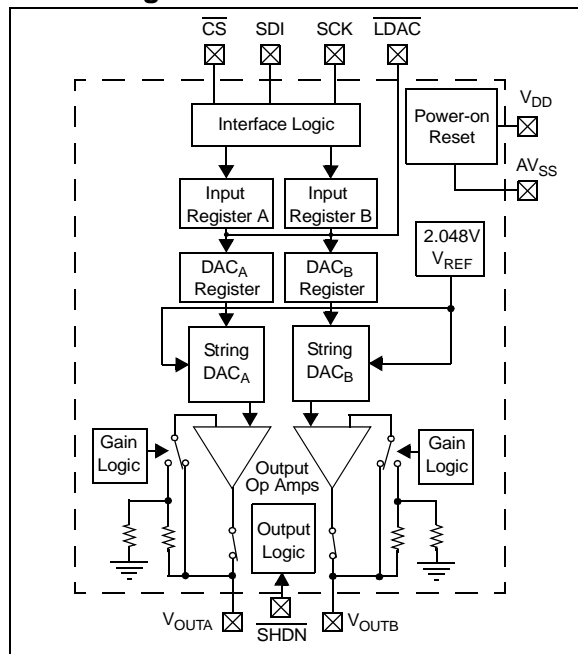 CS SDI SCK LDAC
Interface Logic
Power-on
Reset
VDD
AVSS
Input
Register A
Input
Register B
DACA
Register
DACB
Register
2.048V
VREF
String
DACA
String
DACB
Gain
Logic
Output
Op Amps
Gain
Logic
Output
Logic
VOUTA
SHDN
VOUTB